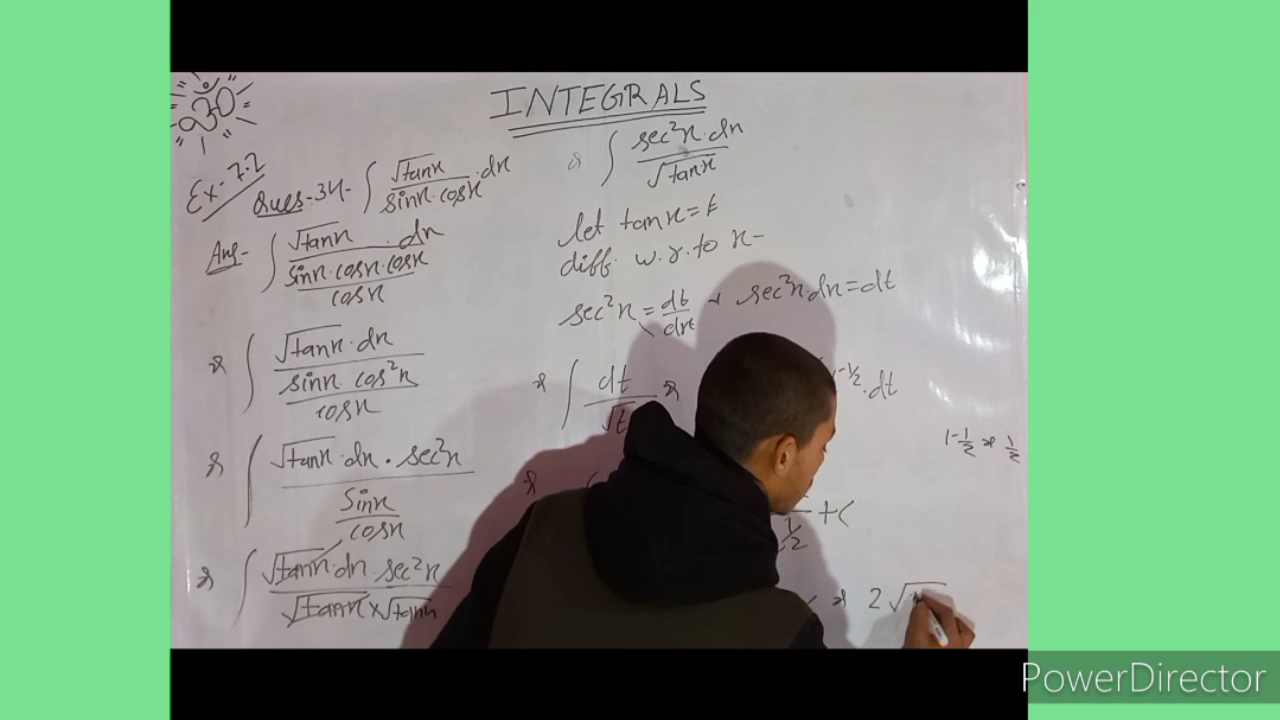 INTEGRALS
Ex-7.2
Ques-34- ∫ √tanx / sinx·cosx ·dx
Ans- ∫ √tanx · dx / (sinx·cosx·cosx / cosx)
∫ √tanx·dx / (sinx·cos²x / cosx)
∫ √tanx·dx·sec²x / (sinx / cosx)
∫ √tanx·dx·sec²x / √tanx×√tanx
∫ sec²x·dx / √tanx
let tanx=t
diff. w.r.to x-
sec²x=dt/dx sec²x·dx=dt
∫ dt/√t
-1/2·dt
1-1/2 1/2
1/2 +C
2√
PowerDirector